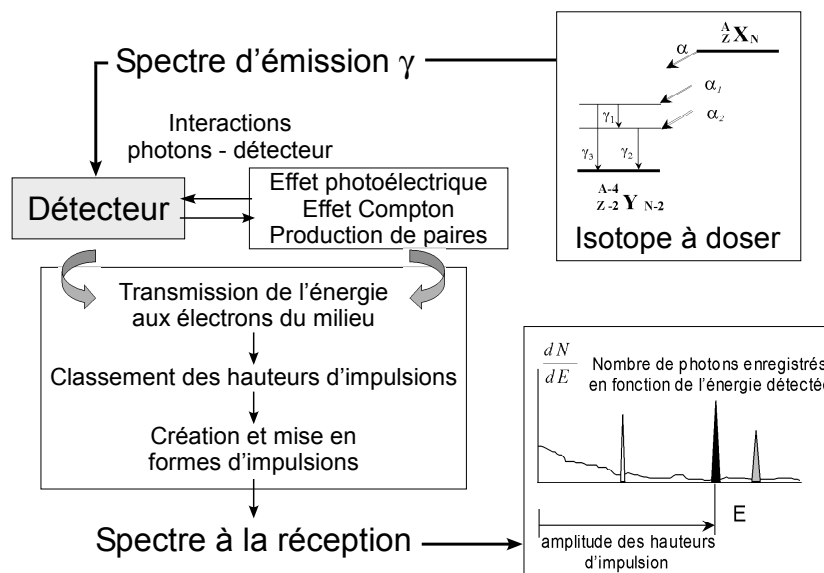 Spectre d'émission γ
Interactions
photons - détecteur
Détecteur
Effet photoélectrique
Effet Compton
Production de paires
A
Z X N
α
α1
α2
γ1
γ3 γ2
A-4
Z-2 Y N-2
Isotope à doser
Transmission de l'énergie
aux électrons du milieu
Classement des hauteurs d'impulsions
Création et mise en
formes d'impulsions
Spectre à la réception
dN
dE
Nombre de photons enregistrés
en fonction de l'énergie détectée
E
amplitude des hauteurs
d'impulsion